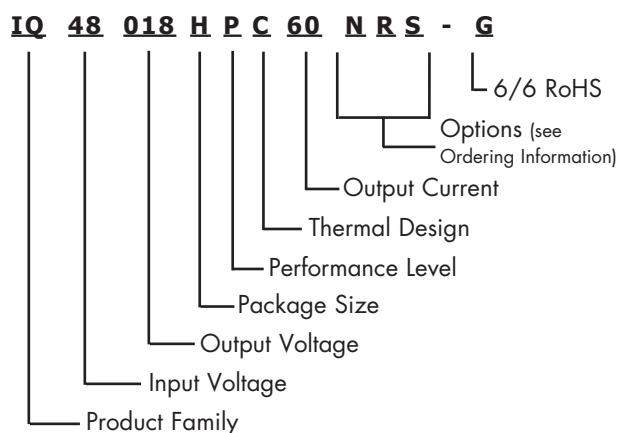 IQ 48 018 H P C 60 N R S - G
6/6 RoHS
Options (see
Ordering Information)
Output Current
Thermal Design
Performance Level
Package Size
Output Voltage
Input Voltage
Product Family